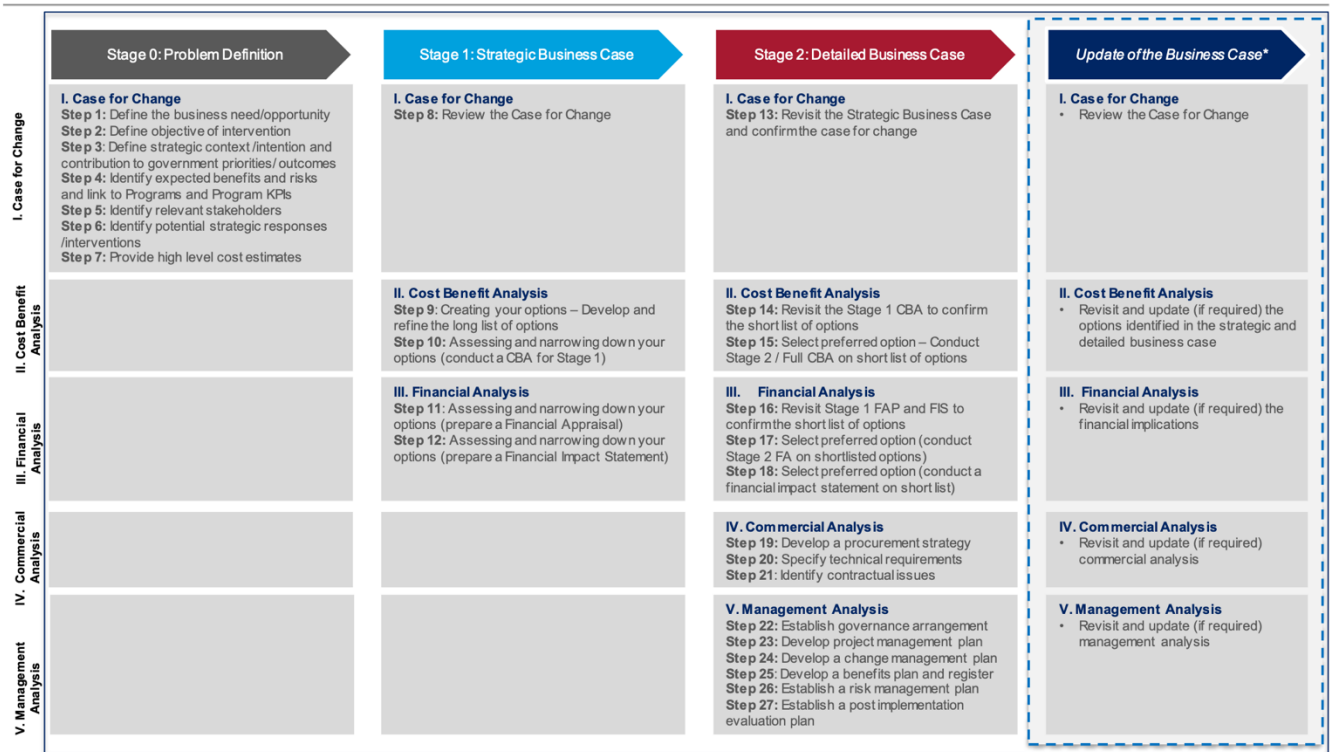 Stage 0: Problem Definition
Stage 1: Strategic Business Case
Stage 2: Detailed Business Case
Update of the Business Case*
I. Case for Change
I. Case for Change
Step 1: Define the business need/opportunity
Step 2: Define objective of intervention
Step 3: Define strategic context /intention and
contribution to government priorities/ outcomes
Step 4: Identify expected benefits and risks
and link to Programs and Program KPIs
Step 5: Identify relevant stakeholders
Step 6: Identify potential strategic responses
/interventions
Step 7: Provide high level cost estimates
I. Case for Change
Step 8: Review the Case for Change
I. Case for Change
Step 13: Revisit the Strategic Business Case
and confirm the case for change
I. Case for Change
• Review the Case for Change
II. Cost Benefit
Analysis
II. Cost Benefit Analysis
Step 9: Creating your options – Develop and
refine the long list of options
Step 10: Assessing and narrowing down your
options (conduct a CBA for Stage 1)
II. Cost Benefit Analysis
Step 14: Revisit the Stage 1 CBA to confirm
the short list of options
Step 15: Select preferred option – Conduct
Stage 2 / Full CBA on short list of options
II. Cost Benefit Analysis
• Revisit and update (if required) the
options identified in the strategic and
detailed business case
III. Financial
Analysis
III. Financial Analysis
Step 11: Assessing and narrowing down your
options (prepare a Financial Appraisal)
Step 12: Assessing and narrowing down your
options (prepare a Financial Impact Statement)
III. Financial Analysis
Step 16: Revisit Stage 1 FAP and FIS to
confirm the short list of options
Step 17: Select preferred option (conduct
Stage 2 FA on shortlisted options)
Step 18: Select preferred option (conduct a
financial impact statement on short list)
III. Financial Analysis
• Revisit and update (if required) the
financial implications
IV. Commercial
Analysis
IV. Commercial Analysis
Step 19: Develop a procurement strategy
Step 20: Specify technical requirements
Step 21: Identify contractual issues
IV. Commercial Analysis
• Revisit and update (if required)
commercial analysis
V. Management
Analysis
V. Management Analysis
Step 22: Establish governance arrangement
Step 23: Develop project management plan
Step 24: Develop a change management plan
Step 25: Develop a benefits plan and register
Step 26: Establish a risk management plan
Step 27: Establish a post implementation
evaluation plan
V. Management Analysis
• Revisit and update (if required)
management analysis